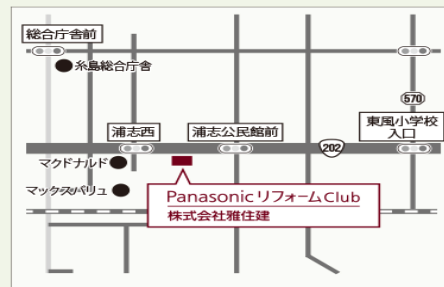 総合庁舎前
糸島総合庁舎
570
東風小学校
入口
浦志西
浦志公民館前
202
マクドナルド
マックスバリュ
PanasonicリフォームClub
株式会社雅住建